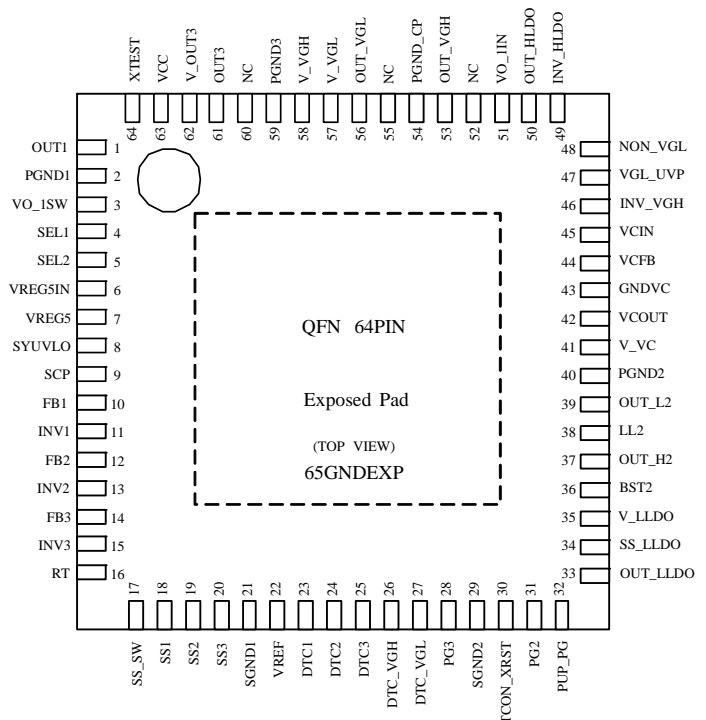 XTEST VCC V_OUT3 OUT3 NC PGND3 V_VGH V_VGL OUT_VGL NC PGND_CP OUT_VGH NC VO_1IN OUT_HLDO INV_HLDO
64 63 62 61 60 59 58 57 56 55 54 53 52 51 50 49
OUT1 1
PGND1 2
VO_1SW 3
SEL1 4
SEL2 5
VREG5IN 6
VREG5 7
SYUVLO 8
SCP 9
FB1 10
INV1 11
FB2 12
INV2 13
FB3 14
INV3 15
RT 16
QFN 64PIN
Exposed Pad
(TOP VIEW)
65GNDEXP
48 NON_VGL
47 VGL_UVP
46 INV_VGH
45 VCIN
44 VCFB
43 GNDVC
42 VCOUT
41 V_VC
40 PGND2
39 OUT_L2
38 LL2
37 OUT_H2
36 BST2
35 V_LLDO
34 SS_LLDO
33 OUT_LLDO
17 18 19 20 21 22 23 24 25 26 27 28 29 30 31 32
SS_SW SS1 SS2 SS3 SGND1 VREF DTC1 DTC2 DTC3 DTC_VGH DTC_VGL PG3 SGND2 TCON_XRST PG2 PUP_PG